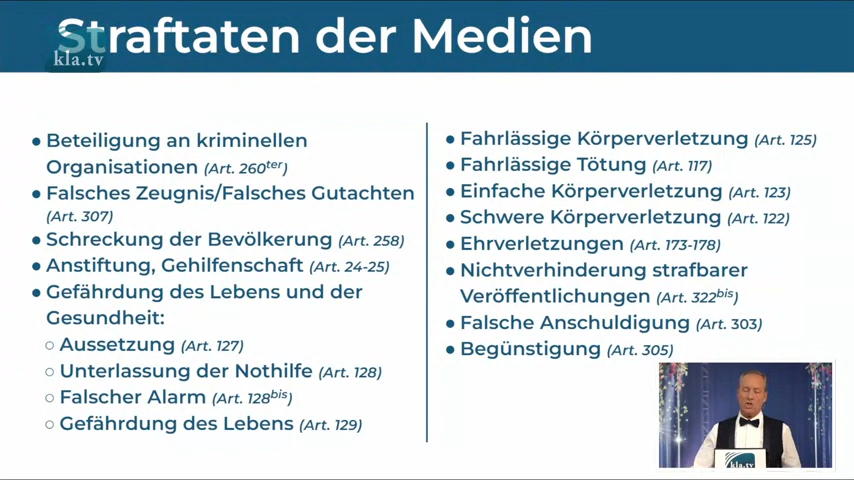 Straftaten der Medien
kla.tv
● Beteiligung an kriminellen
Organisationen (Art. 260ter)
● Falsches Zeugnis/Falsches Gutachten
(Art. 307)
● Schreckung der Bevölkerung (Art. 258)
● Anstiftung, Gehilfenschaft (Art. 24-25)
● Gefährdung des Lebens und der
Gesundheit:
○ Aussetzung (Art. 127)
○ Unterlassung der Nothilfe (Art. 128)
○ Falscher Alarm (Art. 128bis)
○ Gefährdung des Lebens (Art. 129)
● Fahrlässige Körperverletzung (Art. 125)
● Fahrlässige Tötung (Art. 117)
● Einfache Körperverletzung (Art. 123)
● Schwere Körperverletzung (Art. 122)
● Ehrverletzungen (Art. 173-178)
● Nichtverhinderung strafbarer
Veröffentlichungen (Art. 322bis)
● Falsche Anschuldigung (Art. 303)
● Begünstigung (Art. 305)
kla.tv